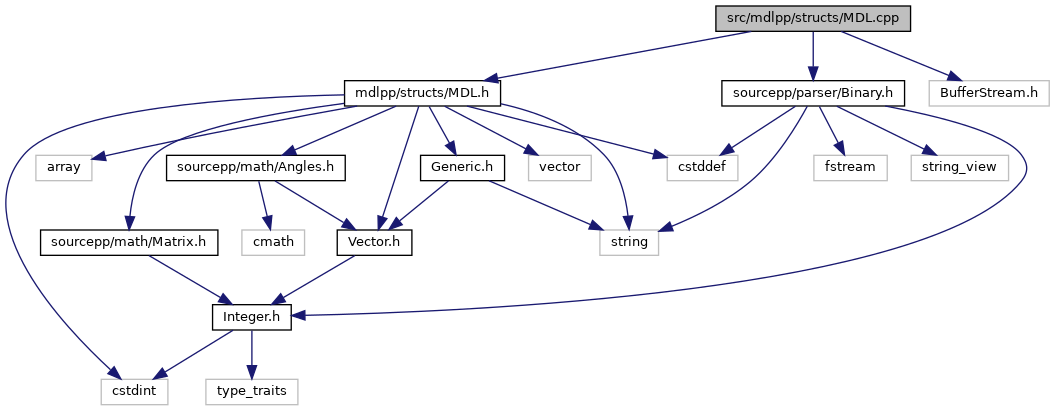 src/mdlpp/structs/MDL.cpp
mdlpp/structs/MDL.h
sourcepp/parser/Binary.h
BufferStream.h
array
sourcepp/math/Angles.h
Generic.h
vector
cstddef
fstream
string_view
sourcepp/math/Matrix.h
cmath
Vector.h
string
Integer.h
cstdint
type_traits